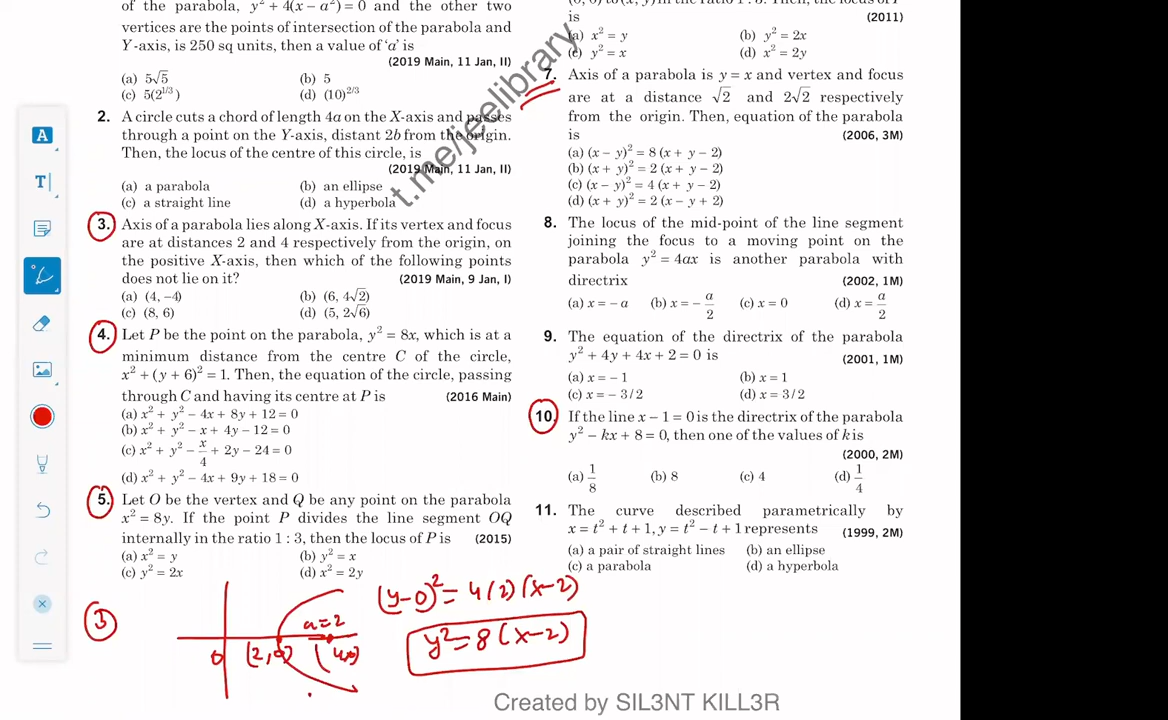 of the parabola, y² + 4(x − a²) = 0 and the other two
vertices are the points of intersection of the parabola and
Y-axis, is 250 sq units, then a value of 'a' is
(2019 Main, 11 Jan, II)
(a) 5√5 (b) 5
(c) 5(2^{1/3}) (d) (10)^{2/3}
2. A circle cuts a chord of length 4a on the X-axis and passes
through a point on the Y-axis, distant 2b from the origin.
Then, the locus of the centre of this circle, is
(2019 Main, 11 Jan, II)
(a) a parabola (b) an ellipse
(c) a straight line (d) a hyperbola
3. Axis of a parabola lies along X-axis. If its vertex and focus
are at distances 2 and 4 respectively from the origin, on
the positive X-axis, then which of the following points
does not lie on it? (2019 Main, 9 Jan, I)
(a) (4, −4) (b) (6, 4√2)
(c) (8, 6) (d) (5, 2√6)
4. Let P be the point on the parabola, y² = 8x, which is at a
minimum distance from the centre C of the circle,
x² + (y + 6)² = 1. Then, the equation of the circle, passing
through C and having its centre at P is (2016 Main)
(a) x² + y² − 4x + 8y + 12 = 0
(b) x² + y² − x + 4y − 12 = 0
(c) x² + y² − x/4 + 2y − 24 = 0
(d) x² + y² − 4x + 9y + 18 = 0
5. Let O be the vertex and Q be any point on the parabola
x² = 8y. If the point P divides the line segment OQ
internally in the ratio 1 : 3, then the locus of P is (2015)
(a) x² = y (b) y² = x
(c) y² = 2x (d) x² = 2y
is (2011)
(a) x² = y (b) y² = 2x
(c) y² = x (d) x² = 2y
7. Axis of a parabola is y = x and vertex and focus
are at a distance √2 and 2√2 respectively
from the origin. Then, equation of the parabola
is (2006, 3M)
(a) (x − y)² = 8 (x + y − 2)
(b) (x + y)² = 2 (x + y − 2)
(c) (x − y)² = 4 (x + y − 2)
(d) (x + y)² = 2 (x − y + 2)
8. The locus of the mid-point of the line segment
joining the focus to a moving point on the
parabola y² = 4ax is another parabola with
directrix (2002, 1M)
(a) x = − a (b) x = − a/2 (c) x = 0 (d) x = a/2
9. The equation of the directrix of the parabola
y² + 4y + 4x + 2 = 0 is (2001, 1M)
(a) x = − 1 (b) x = 1
(c) x = − 3/2 (d) x = 3/2
10. If the line x − 1 = 0 is the directrix of the parabola
y² − kx + 8 = 0, then one of the values of k is
(2000, 2M)
(a) 1/8 (b) 8 (c) 4 (d) 1/4
11. The curve described parametrically by
x = t² + t + 1, y = t² − t + 1 represents (1999, 2M)
(a) a pair of straight lines (b) an ellipse
(c) a parabola (d) a hyperbola
t.me/jeelibrary
A
T
3
a=2
0 (2,0) (4,0)
(y−0)² = 4(2)(x−2)
y² = 8(x−2)
Created by SIL3NT KILL3R